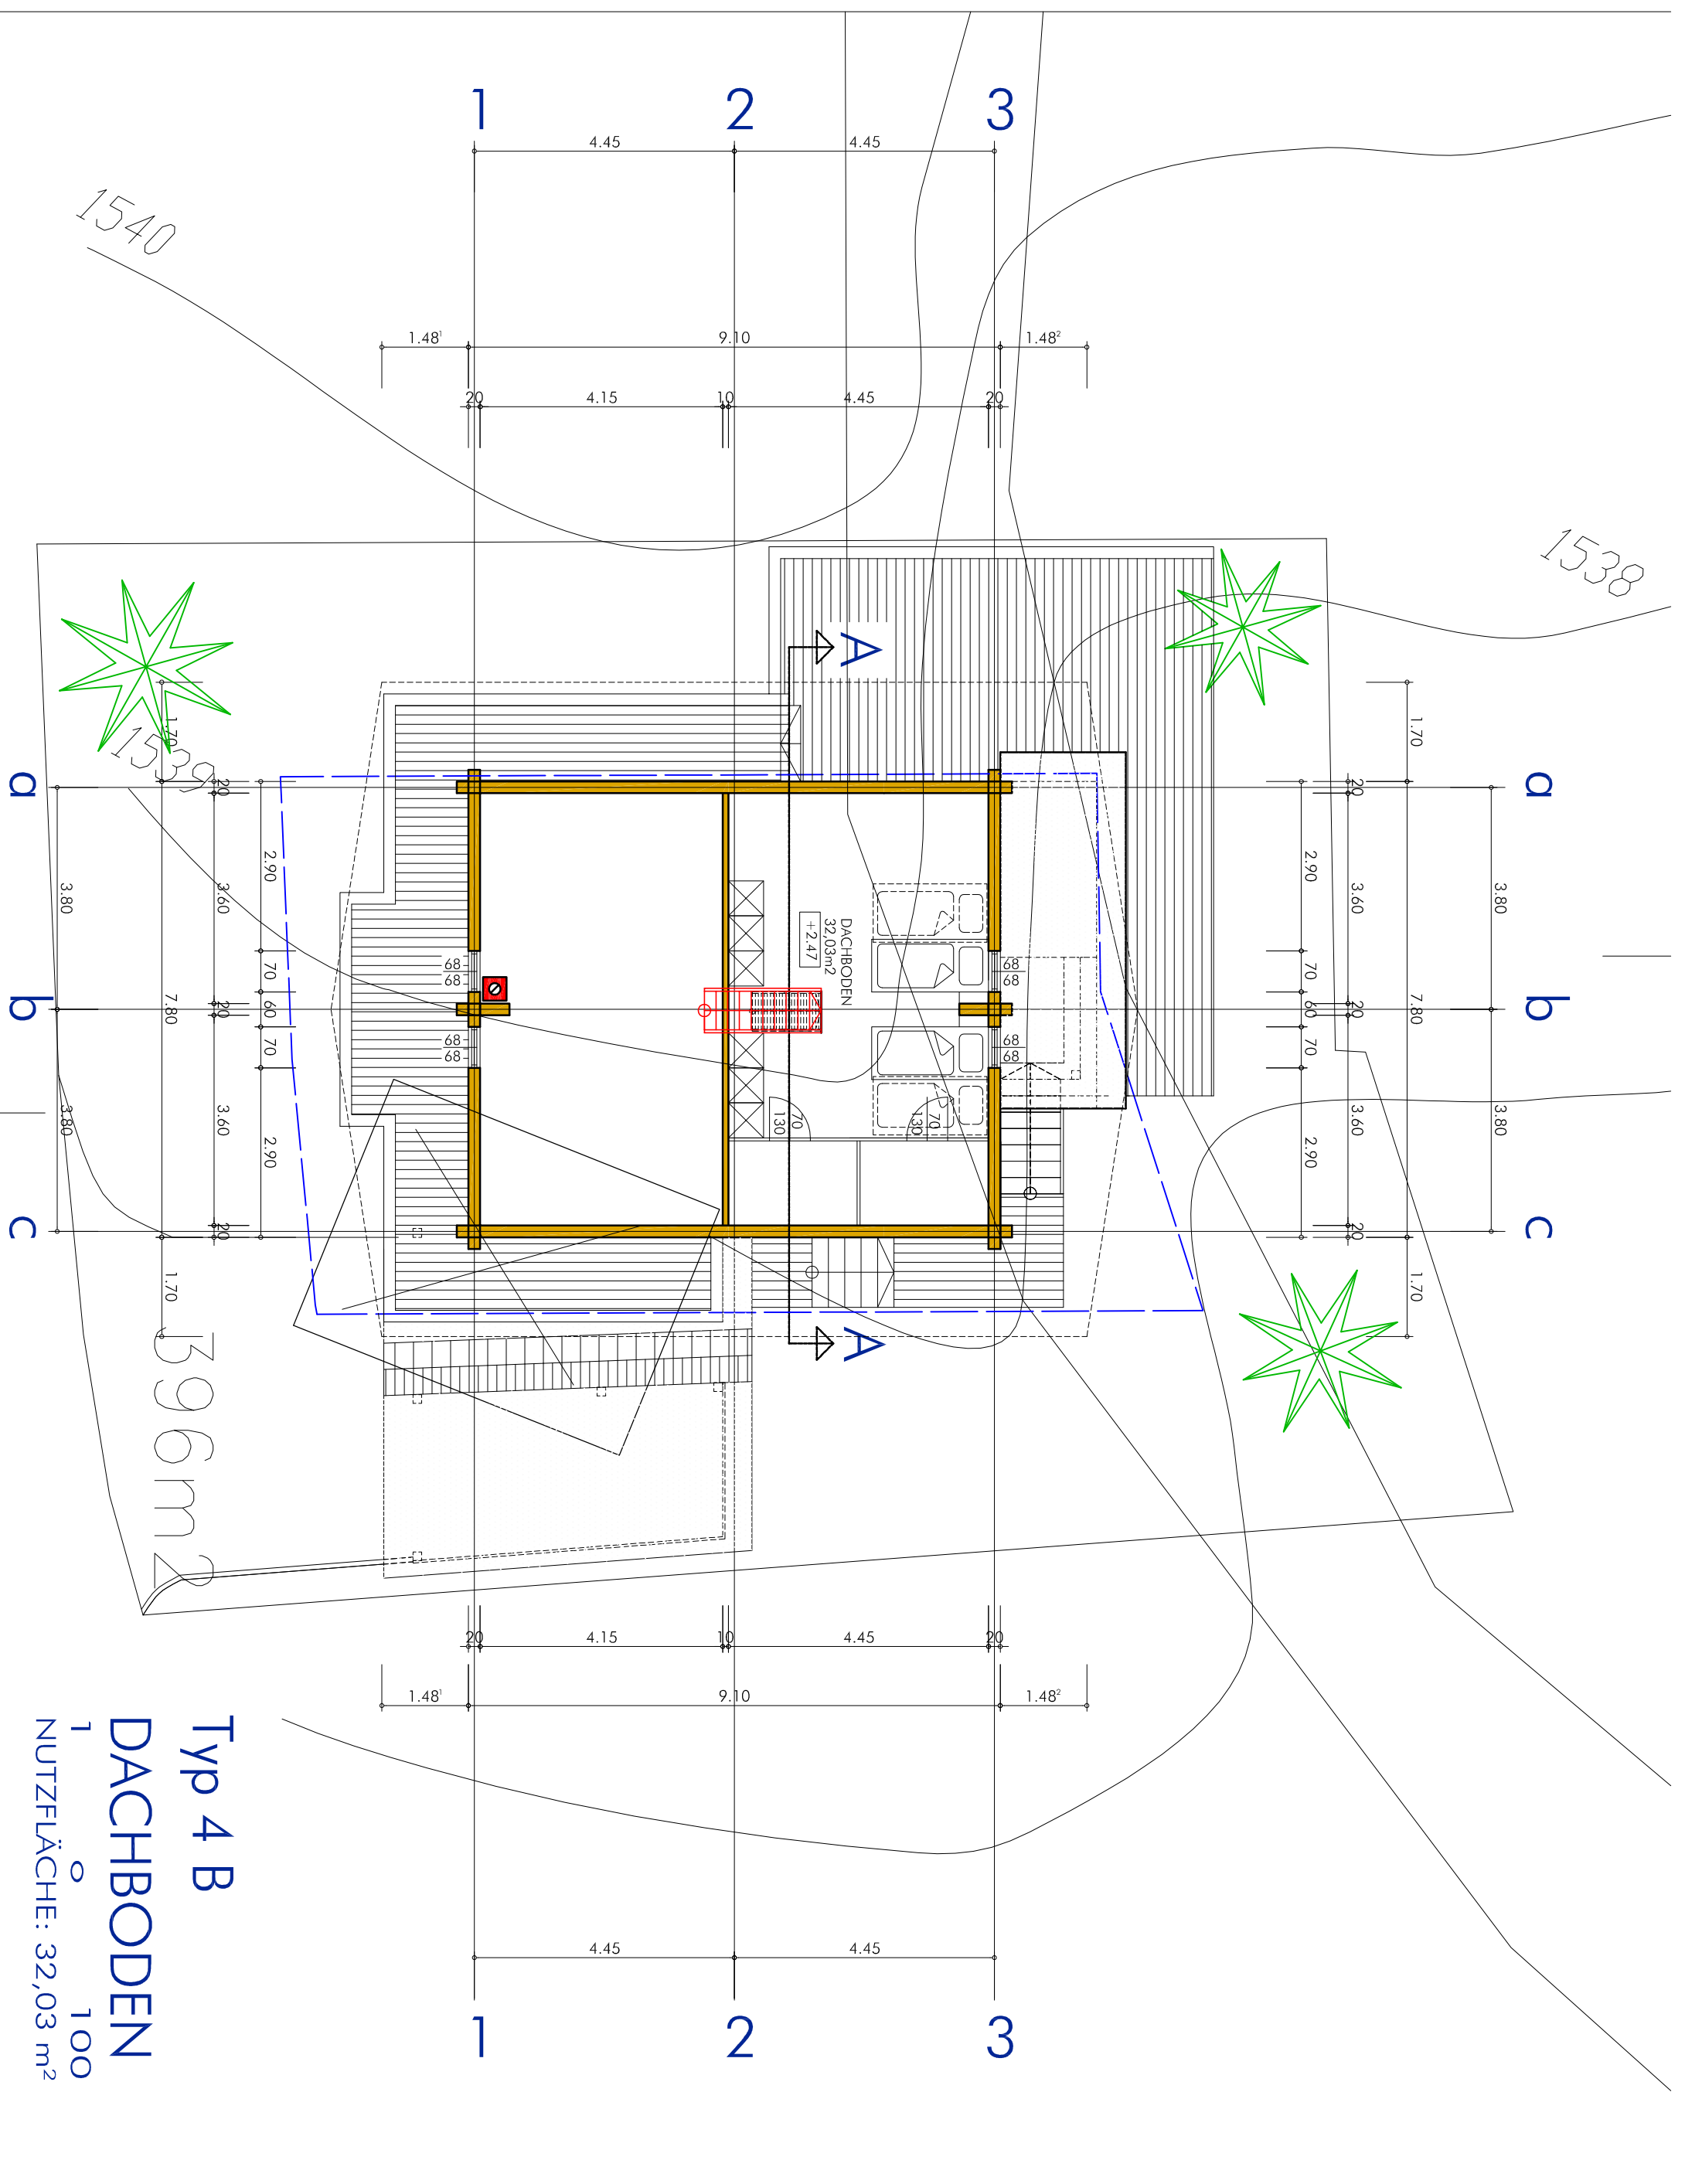 1 2 3
4.45 4.45
1540
1.48¹ 9.10 1.48²
20 4.15 10 4.45 20
1538
A
1.70 1.70
1539
a 20 20 a
2.90 2.90
3.80 3.60 3.60 3.80
DACHBODEN
32,03m2
+2.47
70 68 68 70
68 68
b 7.80 60 20 20 60 7.80 b
70 68 68 70
68 68
70
130
70
130
3.80 3.60 3.60 3.80
2.90 2.90
c 20 20 c
1.70 1.70
A
396m2
20 4.15 10 4.45 20
1.48¹ 9.10 1.48²
Typ 4 B
DACHBODEN
1 o 100
NUTZFLÄCHE: 32,03 m²
4.45 4.45
1 2 3